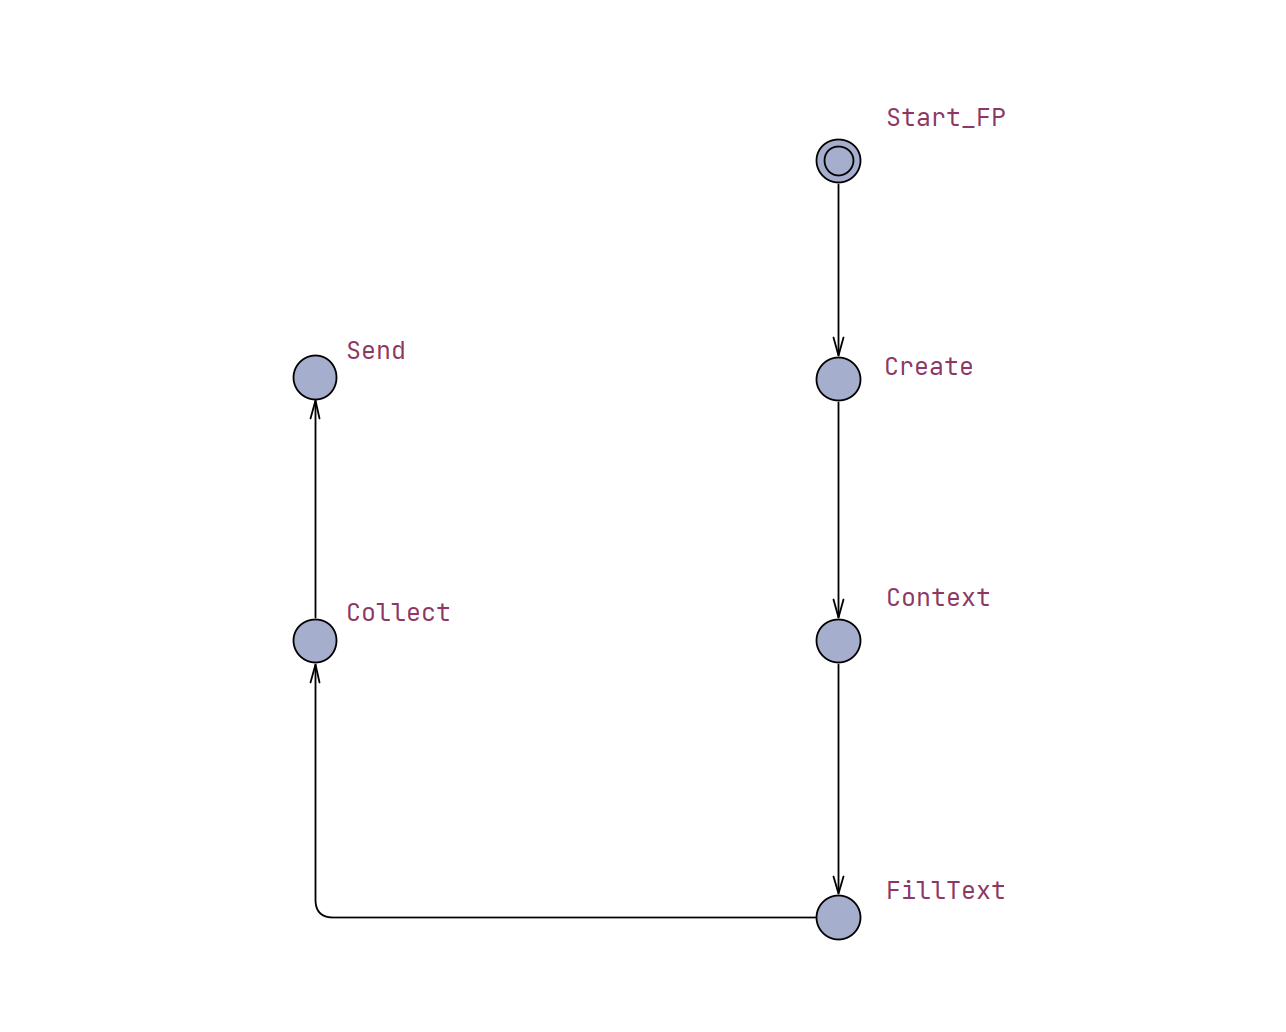 Start_FP
Send
Create
Context
Collect
FillText